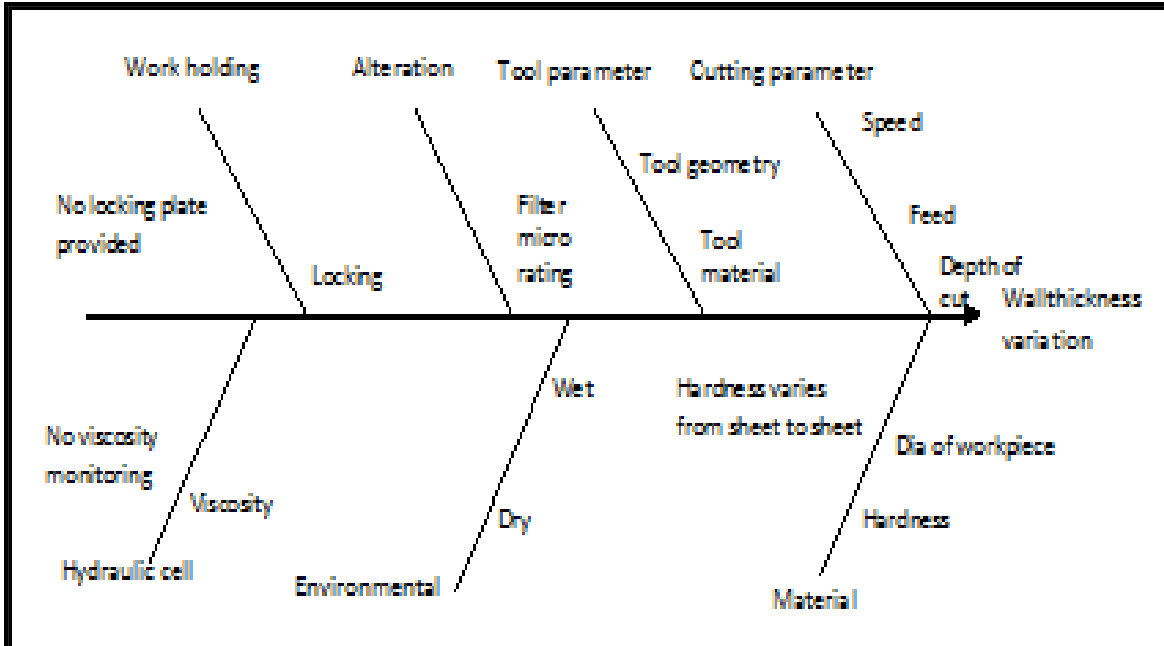 Work holding
Alteration
Tool parameter
Cutting parameter
Speed
Tool geometry
No locking plate
provided
Filter
micro
rating
Feed
Tool
material
Locking
Depth of
cut
Wallthickness
variation
Wet
Hardness varies
from sheet to sheet
No viscosity
monitoring
Dia of workpiece
Viscosity
Dry
Hardness
Hydraulic cell
Environmental
Material